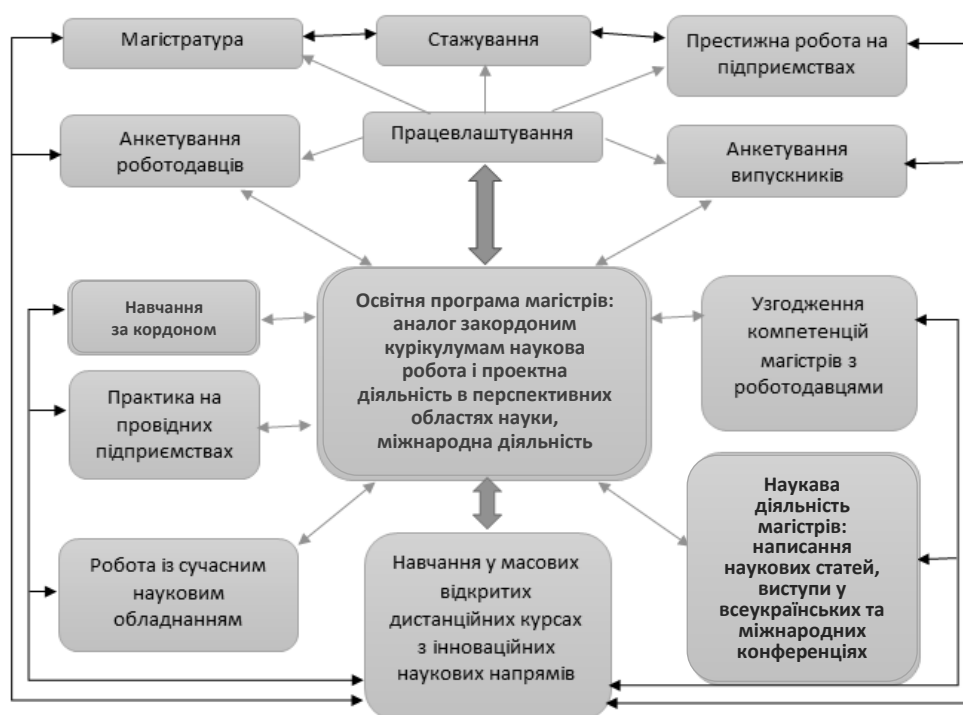 Магістратура
Стажування
Престижна робота на
підприємствах
Анкетування
роботодавців
Працевлаштування
Анкетування
випускників
Навчання
за кордоном
Освітня програма магістрів:
аналог закордоним
курікулумам наукова
робота і проектна
діяльність в перспективних
областях науки,
міжнародна діяльність
Узгодження
компетенцій
магістрів з
роботодавцями
Практика на
провідних
підприємствах
Наукава
діяльність
магістрів:
написання
наукових статей,
виступи у
всеукраїнських та
міжнародних
конференціях
Робота із сучасним
науковим
обладнанням
Навчання у масових
відкритих
дистанційних курсах
з інноваційних
наукових напрямів